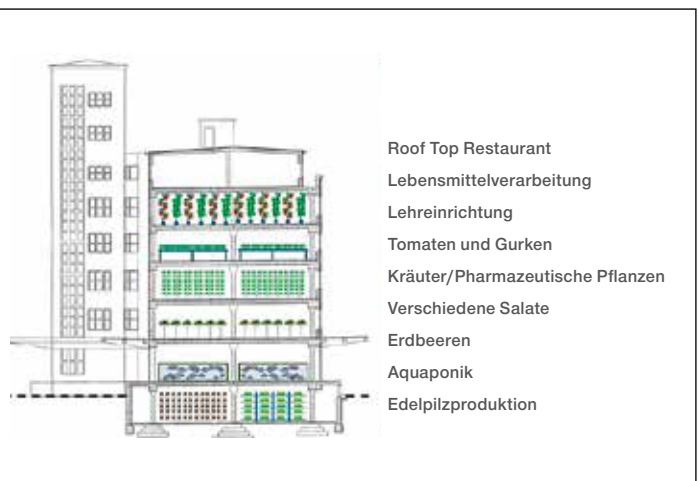 Roof Top Restaurant
Lebensmittelverarbeitung
Lehreinrichtung
Tomaten und Gurken
Kräuter/Pharmazeutische Pflanzen
Verschiedene Salate
Erdbeeren
Aquaponik
Edelpilzproduktion